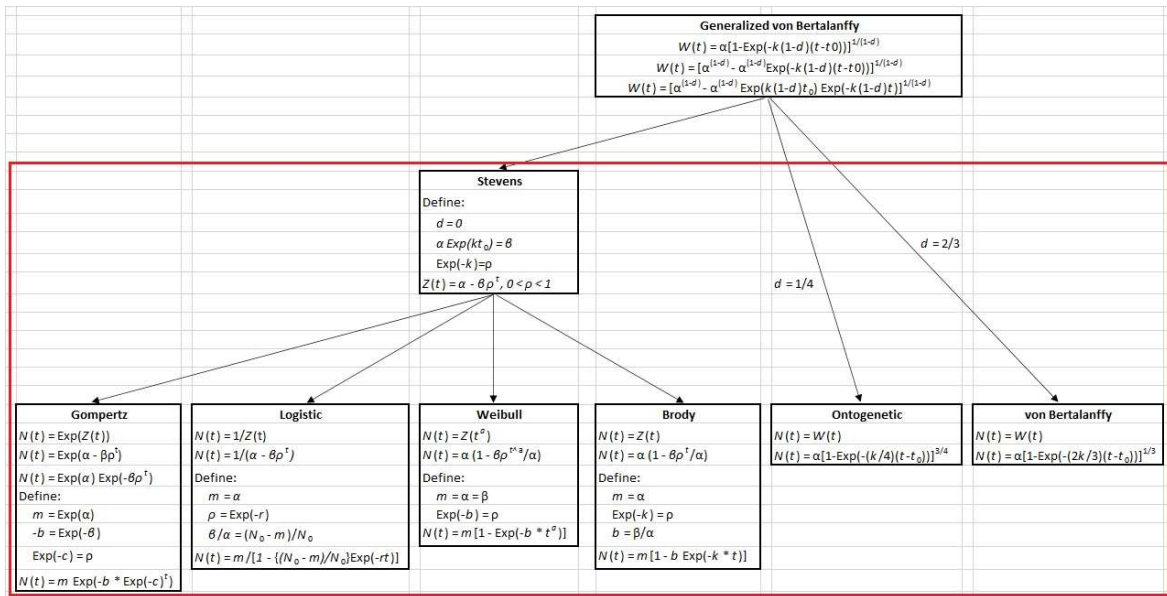 Generalized von Bertalanffy
W(t) = α[1-Exp(-k(1-d)(t-t0))]^1/(1-d)
W(t) = [α^(1-d) - α^(1-d)Exp(-k(1-d)(t-t0))]^1/(1-d)
W(t) = [α^(1-d) - α^(1-d) Exp(k(1-d)t₀) Exp(-k(1-d)t)]^1/(1-d)
Stevens
Define:
d = 0
α Exp(kt₀) = β
Exp(-k)=ρ
Z(t) = α - βρ^t, 0 < ρ < 1
d = 2/3
d = 1/4
Gompertz
N(t) = Exp(Z(t))
N(t) = Exp(α - βρ^t)
N(t) = Exp(α) Exp(-βρ^t)
Define:
m = Exp(α)
-b = Exp(-β)
Exp(-c) = ρ
N(t) = m Exp(-b * Exp(-c)^t)
Logistic
N(t) = 1/Z(t)
N(t) = 1/(α - βρ^t)
Define:
m = α
ρ = Exp(-r)
β/α = (N₀ - m)/N₀
N(t) = m/[1 - {(N₀ - m)/N₀}Exp(-rt)]
Weibull
N(t) = Z(t^a)
N(t) = α (1 - βρ^t^a/α)
Define:
m = α = β
Exp(-b) = ρ
N(t) = m [1 - Exp(-b * t^a)]
Brody
N(t) = Z(t)
N(t) = α (1 - βρ^t/α)
Define:
m = α
Exp(-k) = ρ
b = β/α
N(t) = m[1 - b Exp(-k * t)]
Ontogenetic
N(t) = W(t)
N(t) = α[1-Exp(-(k/4)(t-t₀))]^3/4
von Bertalanffy
N(t) = W(t)
N(t) = α[1-Exp(-(2k/3)(t-t₀))]^1/3